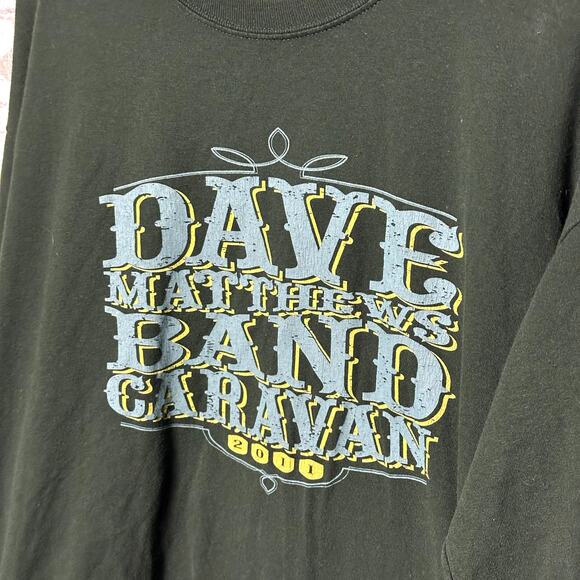 DAVE
MATTHEWS
BAND
CARAVAN
2011